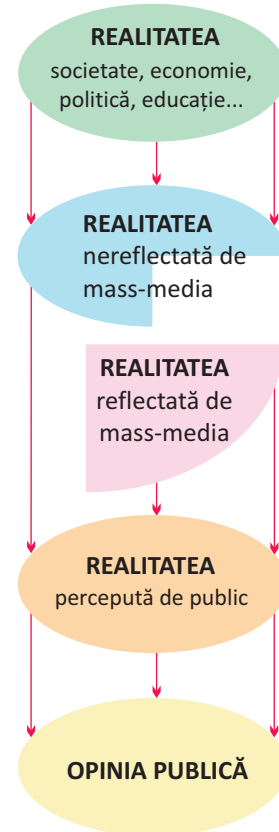 REALITATEA
societate, economie,
politică, educație...
REALITATEA
nereflectată de
mass-media
REALITATEA
reflectată de
mass-media
REALITATEA
percepută de public
OPINIA PUBLICĂ